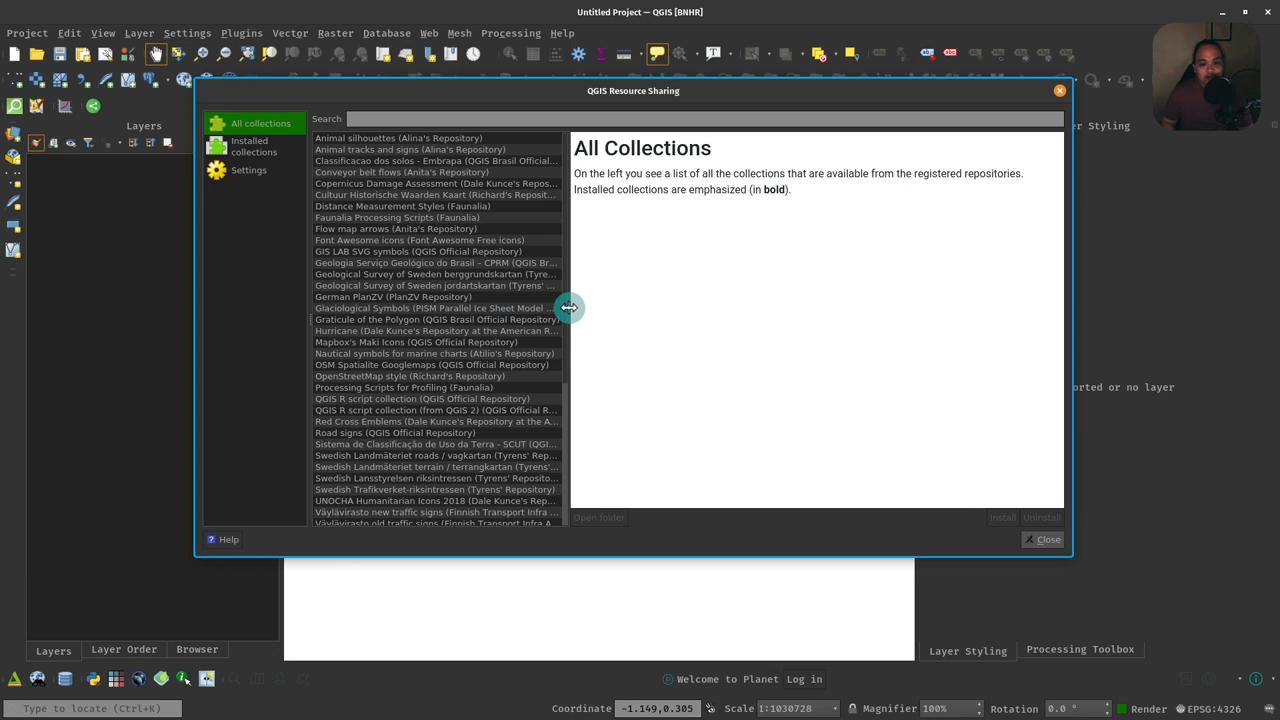 Untitled Project — QGIS [BNHR]
Project Edit View Layer Settings Plugins Vector Raster Database Web Mesh Processing Help
Layers
er Styling
QGIS Resource Sharing
All collections
Installed
collections
Settings
Search
Animal silhouettes (Alina's Repository)
Animal tracks and signs (Alina's Repository)
Classificacao dos solos - Embrapa (QGIS Brasil Official...
Conveyor belt flows (Anita's Repository)
Copernicus Damage Assessment (Dale Kunce's Repos...
Cultuur Historische Waarden Kaart (Richard's Reposit...
Distance Measurement Styles (Faunalia)
Faunalia Processing Scripts (Faunalia)
Flow map arrows (Anita's Repository)
Font Awesome icons (Font Awesome Free icons)
GIS LAB SVG symbols (QGIS Official Repository)
Geologia Serviço Geológico do Brasil – CPRM (QGIS Br...
Geological Survey of Sweden berggrundskartan (Tyre...
Geological Survey of Sweden jordartskartan (Tyrens' ...
German PlanZV (PlanZV Repository)
Glaciological Symbols (PISM Parallel Ice Sheet Model ...
Graticule of the Polygon (QGIS Brasil Official Repository)
Hurricane (Dale Kunce's Repository at the American R...
Mapbox's Maki Icons (QGIS Official Repository)
Nautical symbols for marine charts (Atilio's Repository)
OSM Spatialite Googlemaps (QGIS Official Repository)
OpenStreetMap style (Richard's Repository)
Processing Scripts for Profiling (Faunalia)
QGIS R script collection (QGIS Official Repository)
QGIS R script collection (from QGIS 2) (QGIS Official R...
Red Cross Emblems (Dale Kunce's Repository at the A...
Road signs (QGIS Official Repository)
Sistema de Classificação de Uso da Terra - SCUT (QGI...
Swedish Landmäteriet roads / vagkartan (Tyrens' Rep...
Swedish Landmäteriet terrain / terrangkartan (Tyrens'...
Swedish Lansstyrelsen riksintressen (Tyrens' Reposito...
Swedish Trafikverket-riksintressen (Tyrens' Repository)
UNOCHA Humanitarian Icons 2018 (Dale Kunce's Rep...
Väylävirasto new traffic signs (Finnish Transport Infra ...
Väylävirasto old traffic signs (Finnish Transport Infra A...
All Collections
On the left you see a list of all the collections that are available from the registered repositories.
Installed collections are emphasized (in bold).
Open folder Install Uninstall
Help Close
orted or no layer
Layers Layer Order Browser
Layer Styling Processing Toolbox
Welcome to Planet Log in
Type to locate (Ctrl+K) Coordinate -1.149,0.305 Scale 1:1030728 Magnifier 100% Rotation 0.0 ° Render EPSG:4326